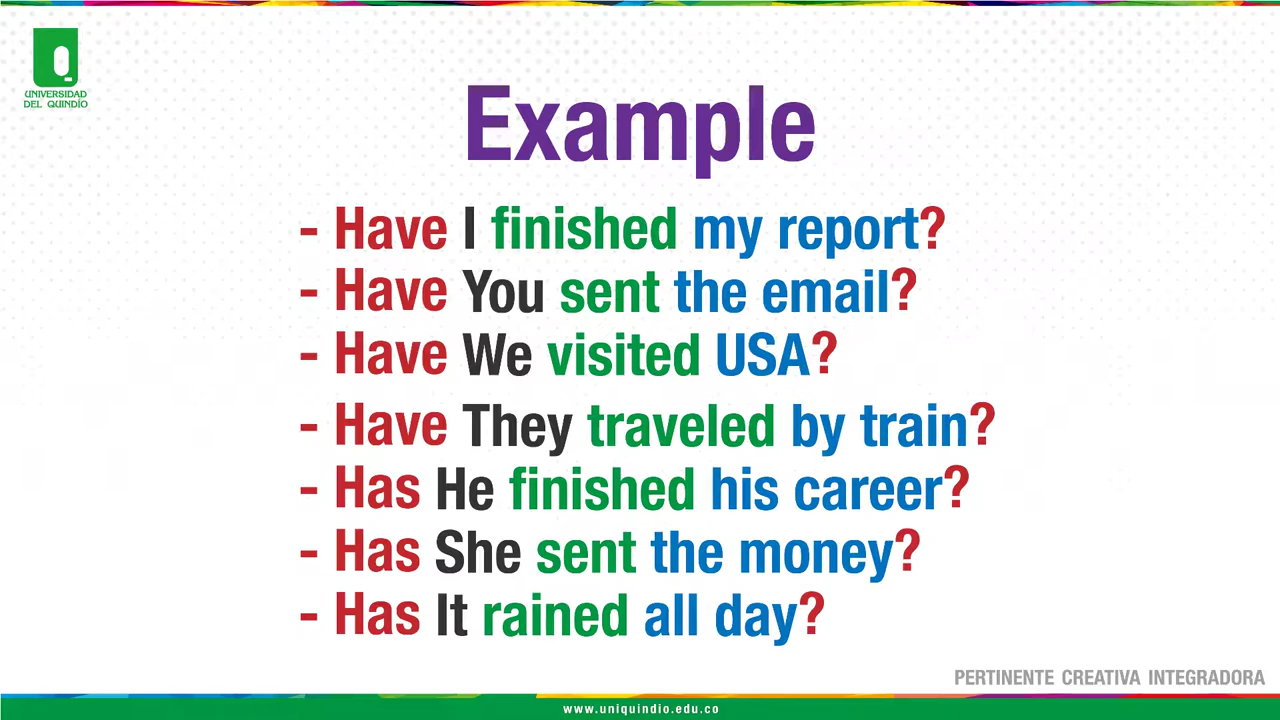 UNIVERSIDAD
DEL QUINDÍO
Example
- Have I finished my report?
- Have You sent the email?
- Have We visited USA?
- Have They traveled by train?
- Has He finished his career?
- Has She sent the money?
- Has It rained all day?
PERTINENTE CREATIVA INTEGRADORA
www.uniquindio.edu.co